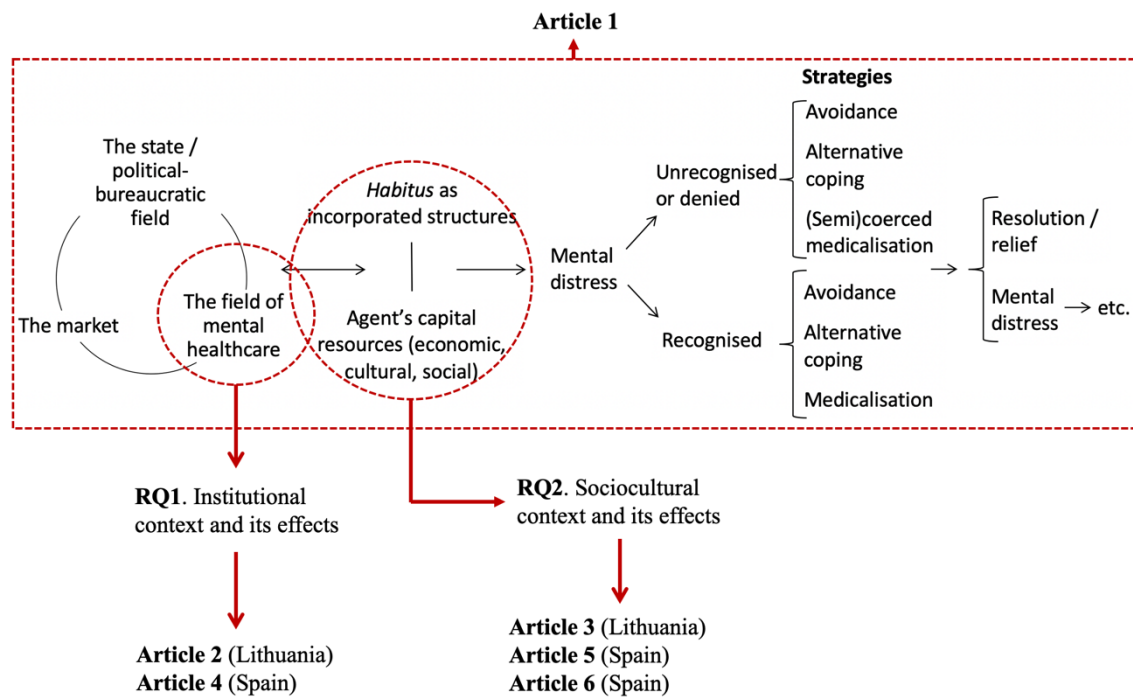 Article 1
Strategies
The state /
political-
bureaucratic
field
The market
The field of
mental
healthcare
Habitus as
incorporated structures
Agent's capital
resources (economic,
cultural, social)
Mental
distress
Unrecognised
or denied
Recognised
Avoidance
Alternative
coping
(Semi)coerced
medicalisation
Avoidance
Alternative
coping
Medicalisation
Resolution /
relief
Mental
distress
etc.
RQ1. Institutional
context and its effects
RQ2. Sociocultural
context and its effects
Article 2 (Lithuania)
Article 4 (Spain)
Article 3 (Lithuania)
Article 5 (Spain)
Article 6 (Spain)